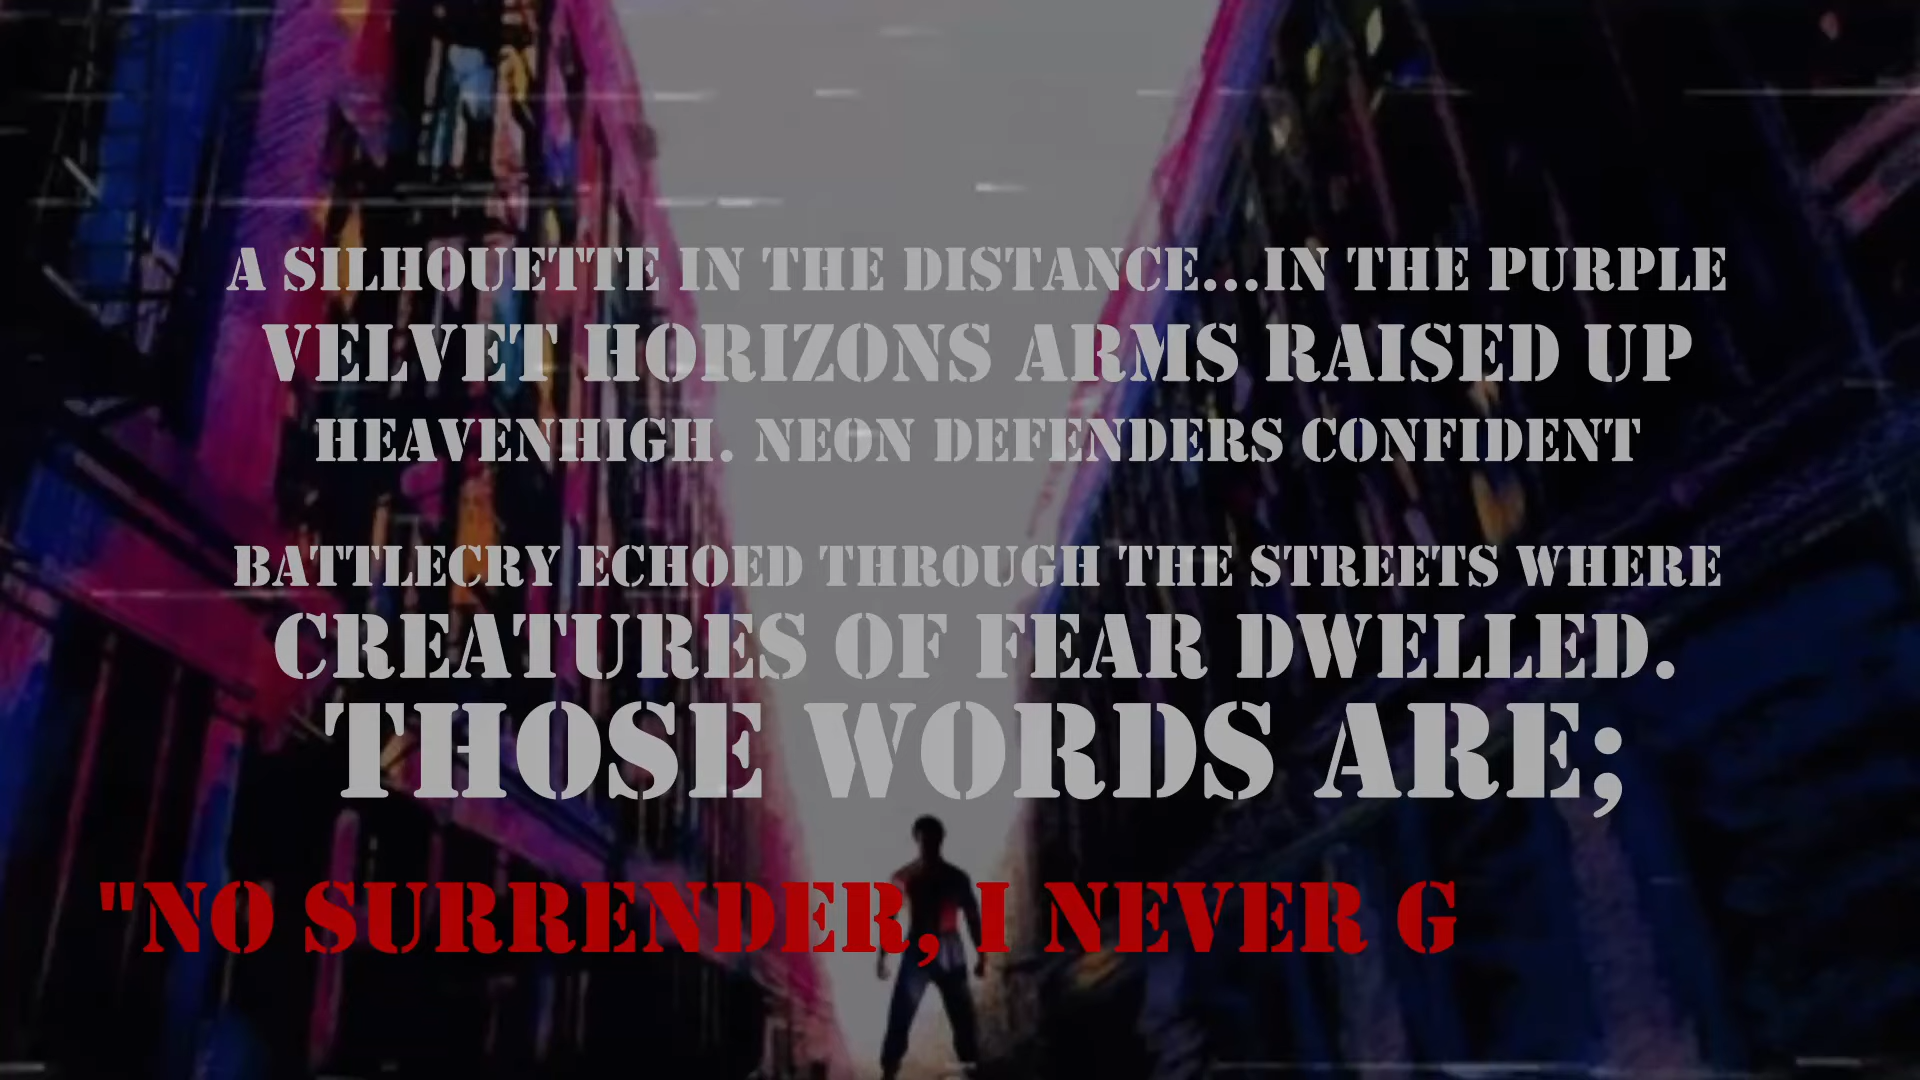 A SILHOUETTE IN THE DISTANCE...IN THE PURPLE
VELVET HORIZONS ARMS RAISED UP
HEAVENHIGH. NEON DEFENDERS CONFIDENT
BATTLECRY ECHOED THROUGH THE STREETS WHERE
CREATURES OF FEAR DWELLED.
THOSE WORDS ARE;
"NO SURRENDER, I NEVER G